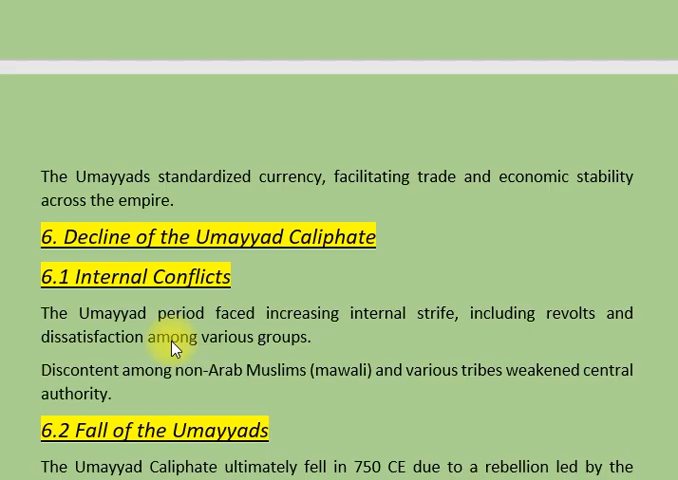 The Umayyads standardized currency, facilitating trade and economic stability
across the empire.
6. Decline of the Umayyad Caliphate
6.1 Internal Conflicts
The Umayyad period faced increasing internal strife, including revolts and
dissatisfaction among various groups.
Discontent among non-Arab Muslims (mawali) and various tribes weakened central
authority.
6.2 Fall of the Umayyads
The Umayyad Caliphate ultimately fell in 750 CE due to a rebellion led by the